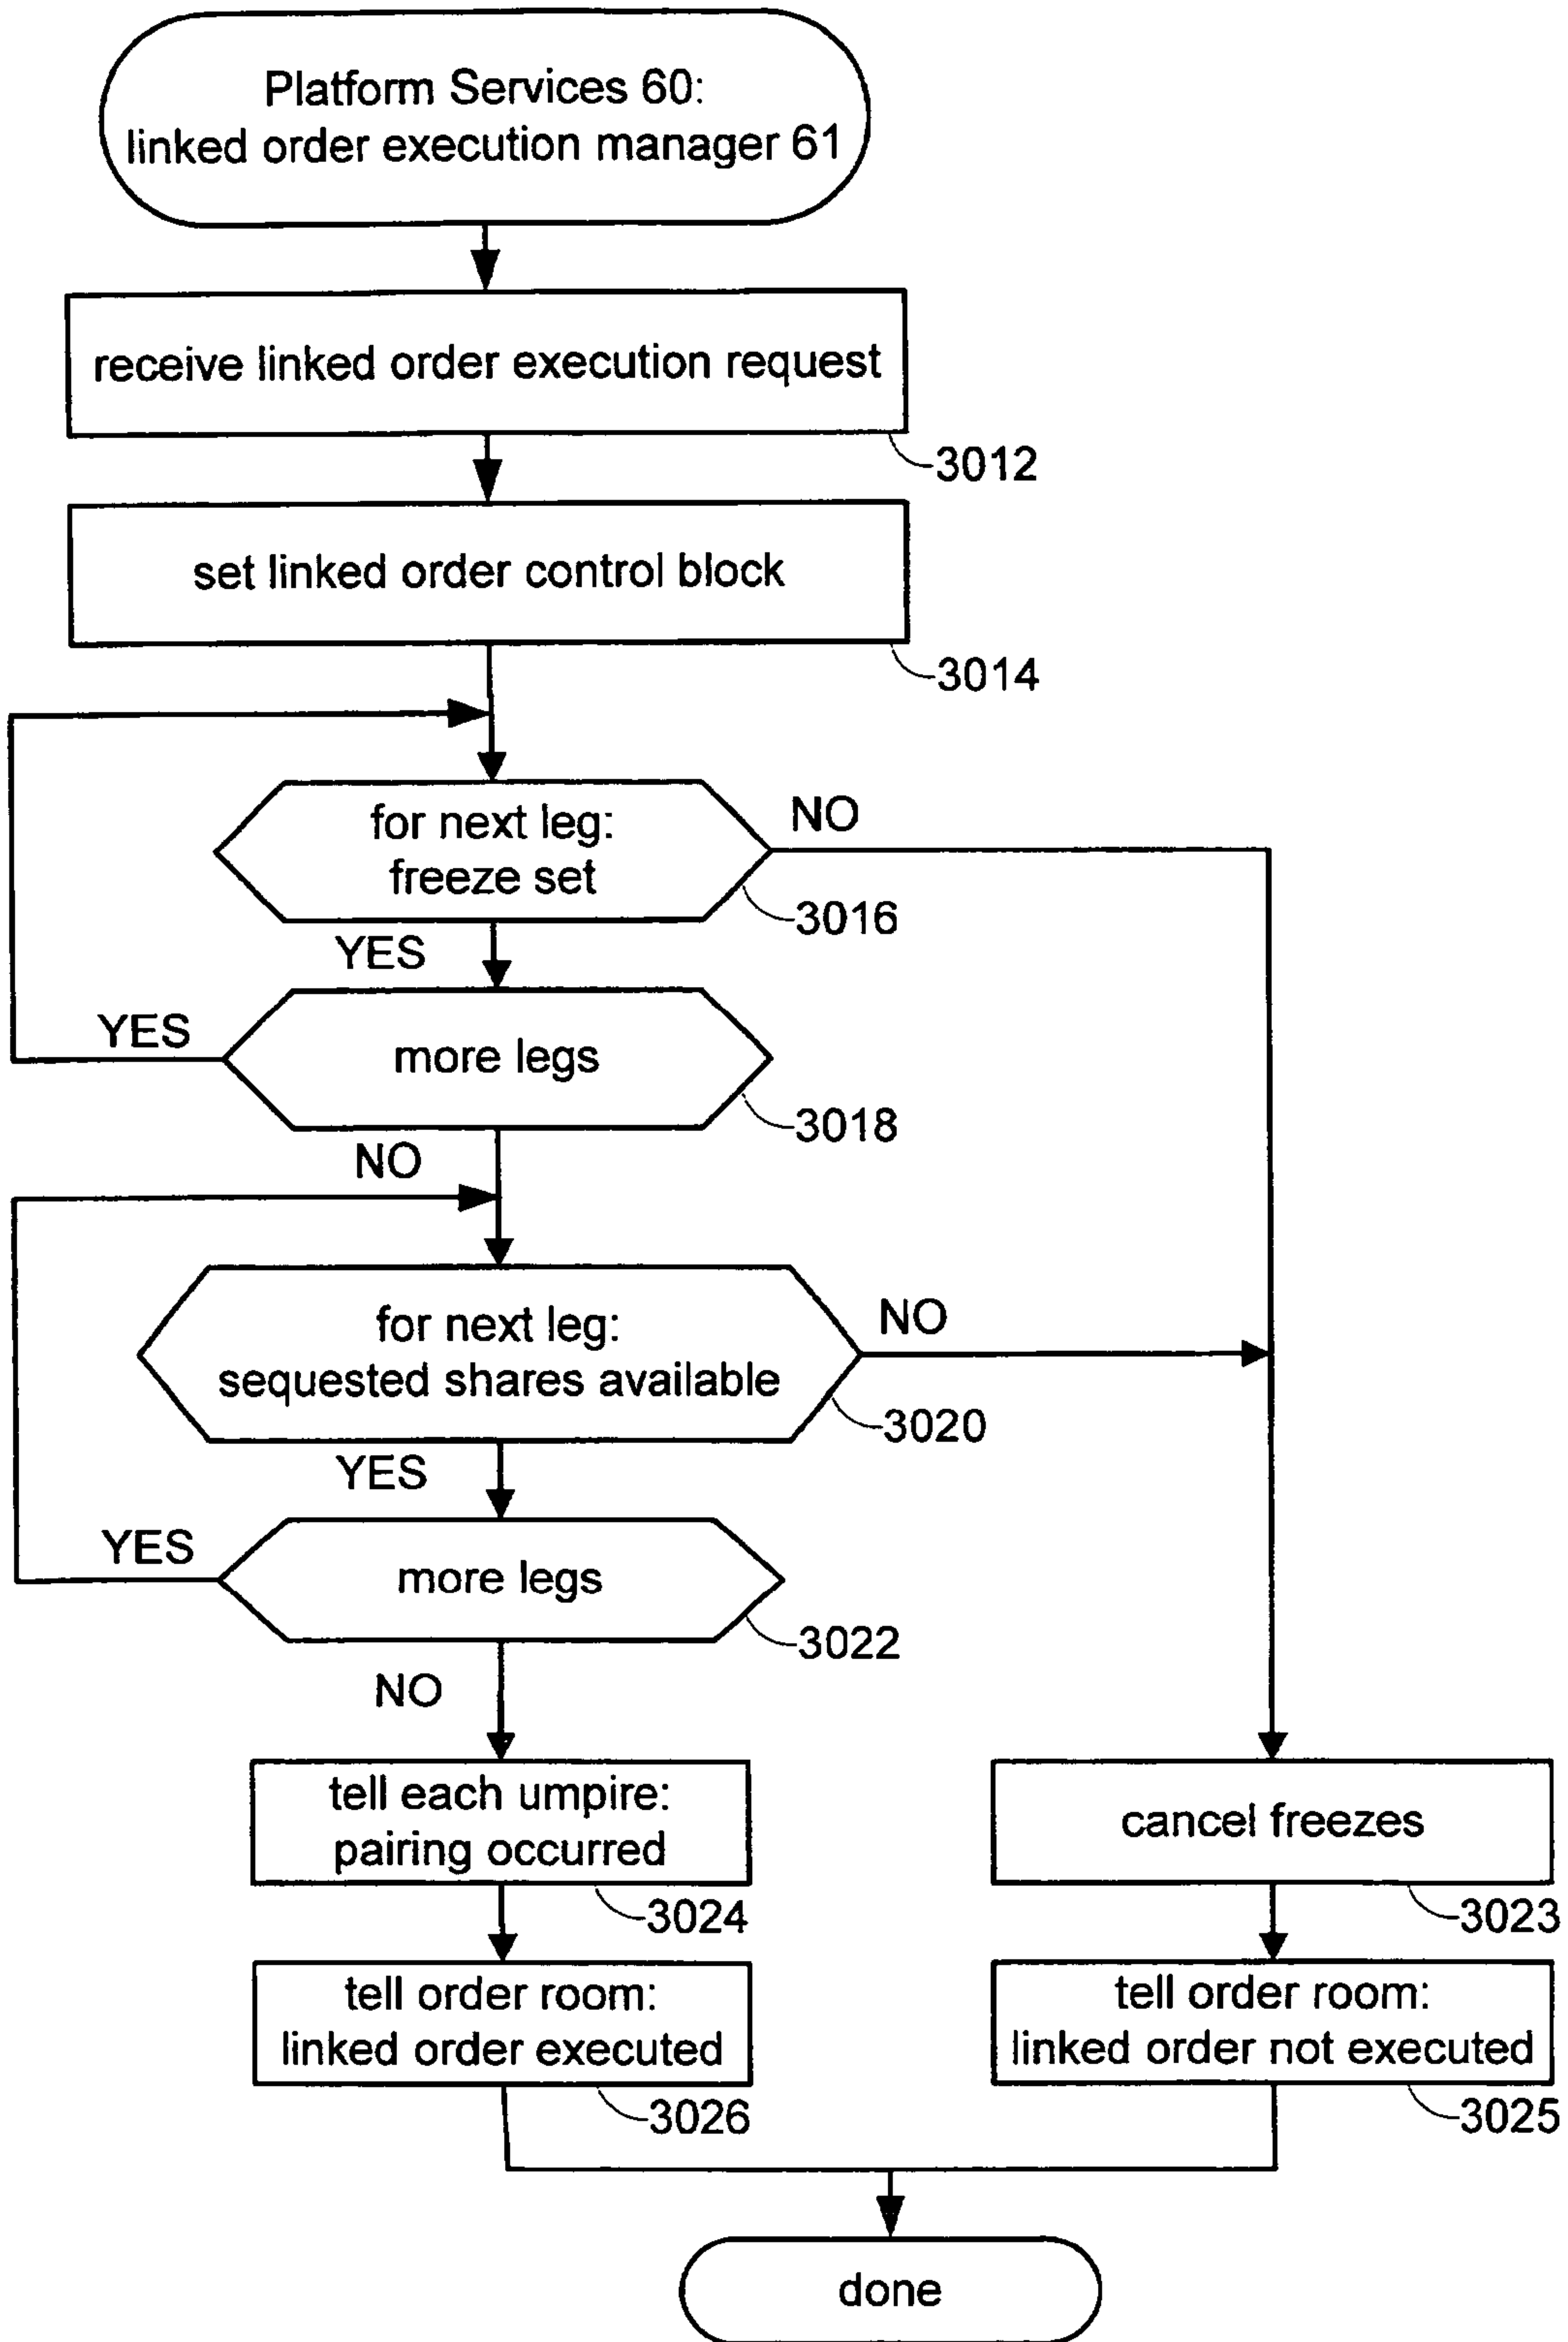 Platform Services 60:
linked order execution manager 61
receive linked order execution request
3012
set linked order control block
3014
for next leg:
freeze set
NO
3016
YES
more legs
YES
3018
NO
for next leg:
sequested shares available
NO
3020
YES
more legs
YES
3022
NO
tell each umpire:
pairing occurred
3024
cancel freezes
3023
tell order room:
linked order executed
3026
tell order room:
linked order not executed
3025
done